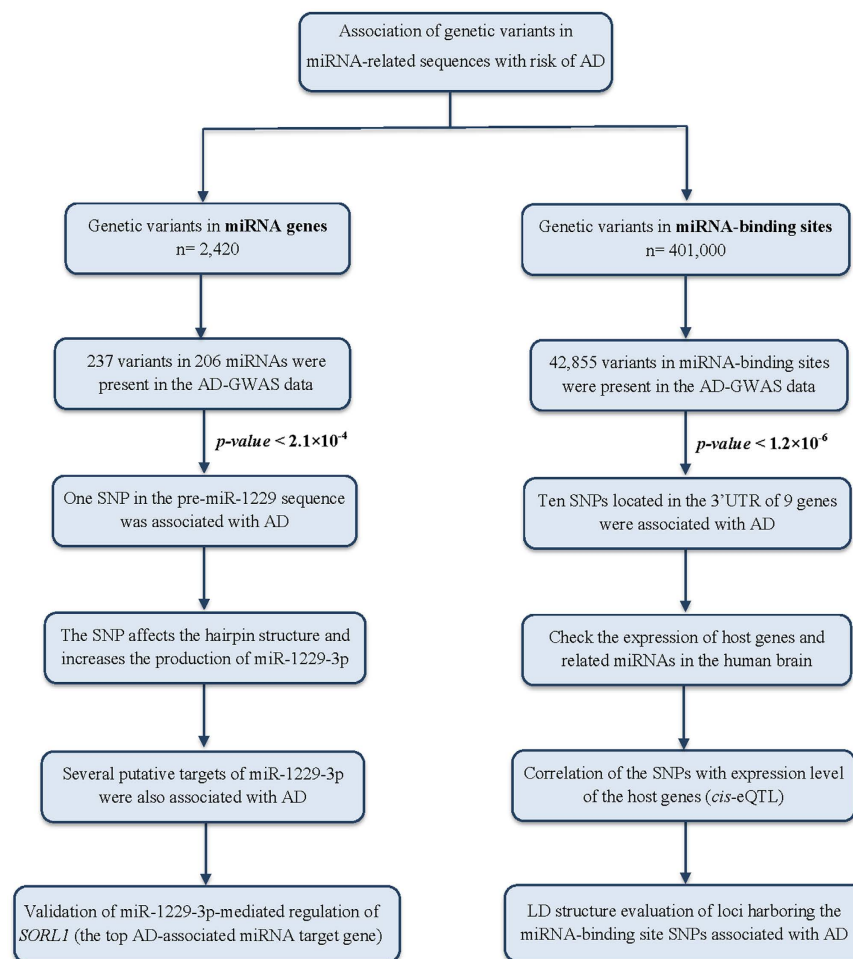 Association of genetic variants in
miRNA-related sequences with risk of AD
Genetic variants in miRNA genes
n= 2,420
237 variants in 206 miRNAs were
present in the AD-GWAS data
p-value < 2.1×10⁻⁴
One SNP in the pre-miR-1229 sequence
was associated with AD
The SNP affects the hairpin structure and
increases the production of miR-1229-3p
Several putative targets of miR-1229-3p
were also associated with AD
Validation of miR-1229-3p-mediated regulation of
SORL1 (the top AD-associated miRNA target gene)
Genetic variants in miRNA-binding sites
n= 401,000
42,855 variants in miRNA-binding sites
were present in the AD-GWAS data
p-value < 1.2×10⁻⁶
Ten SNPs located in the 3’UTR of 9 genes
were associated with AD
Check the expression of host genes and
related miRNAs in the human brain
Correlation of the SNPs with expression level
of the host genes (cis-eQTL)
LD structure evaluation of loci harboring the
miRNA-binding site SNPs associated with AD